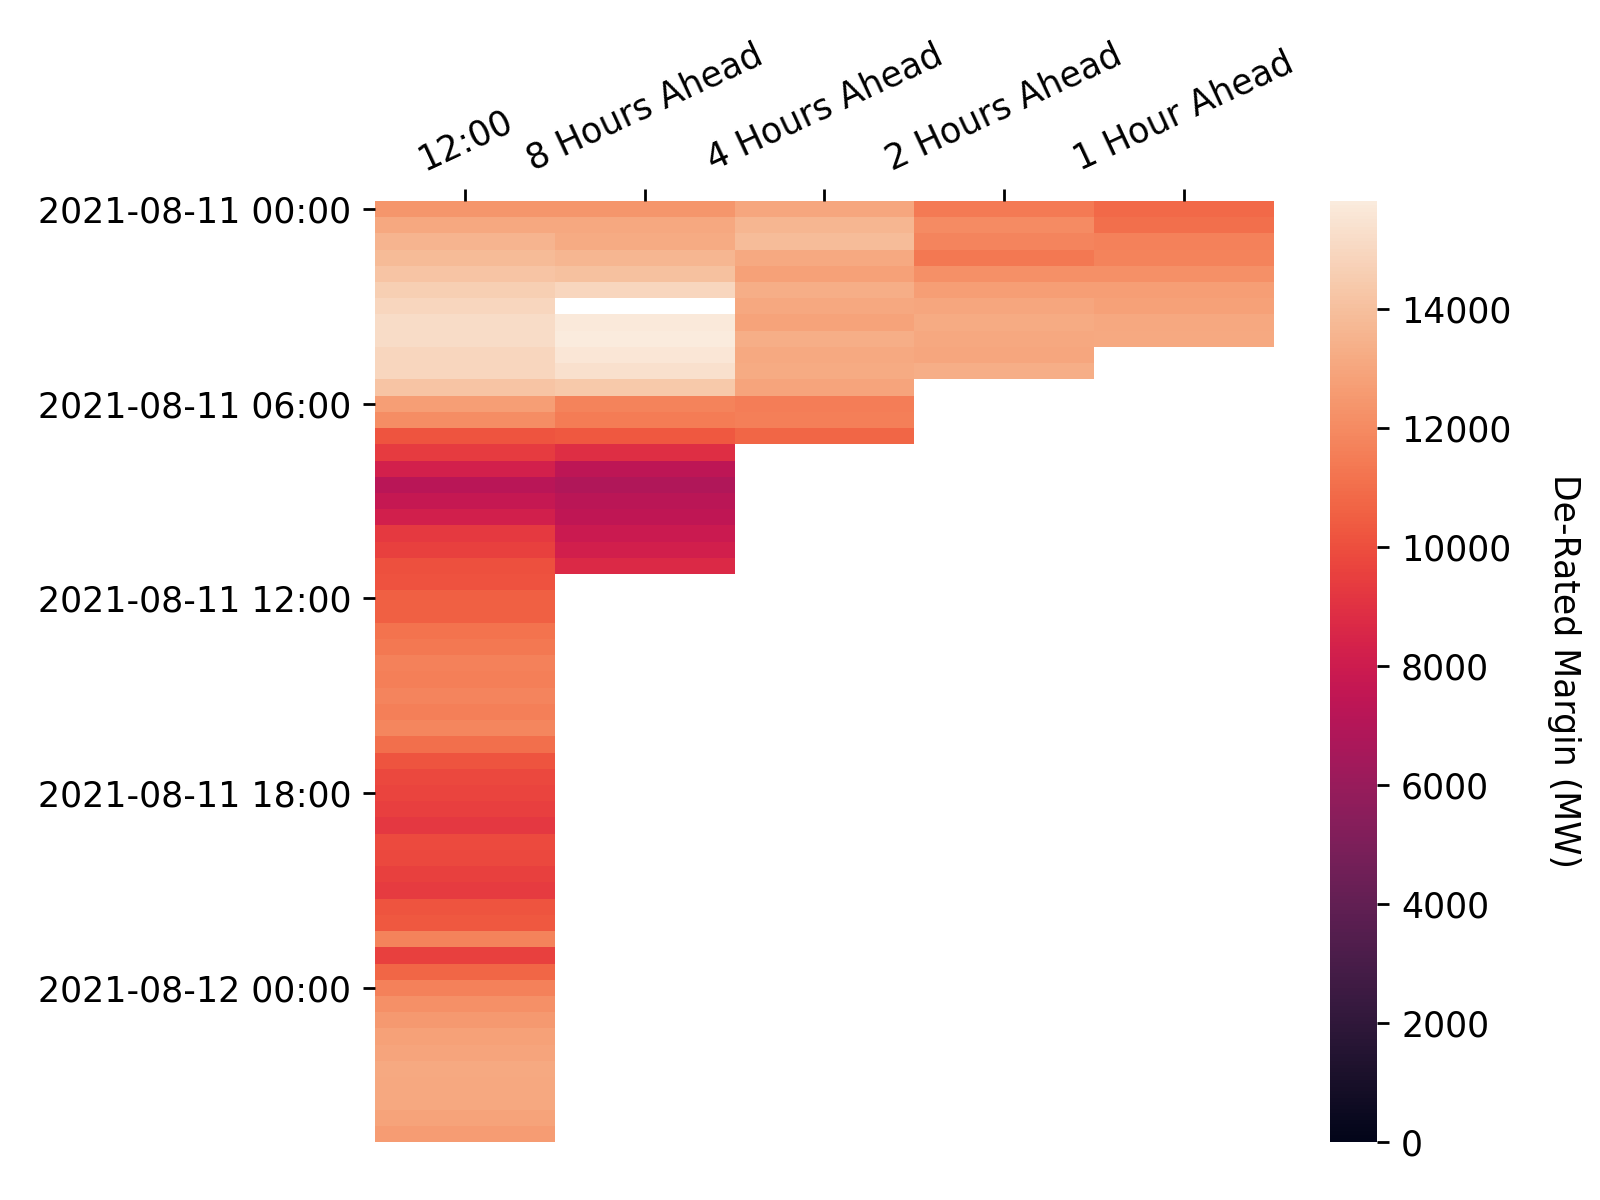 12:00
8 Hours Ahead
4 Hours Ahead
2 Hours Ahead
1 Hour Ahead
2021-08-11 00:00
2021-08-11 06:00
2021-08-11 12:00
2021-08-11 18:00
2021-08-12 00:00
14000
12000
10000
8000
6000
4000
2000
0
De-Rated Margin (MW)